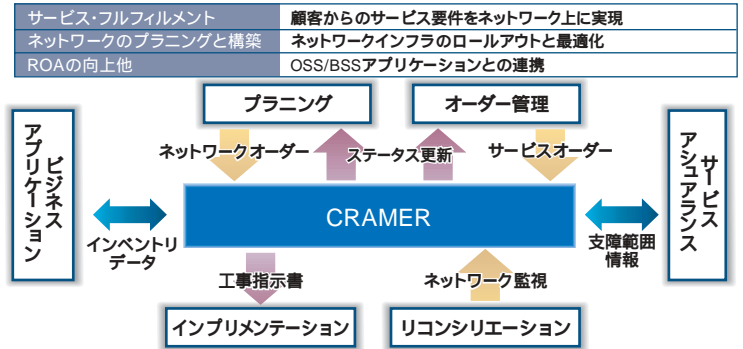 サービス・フルフィルメント 顧客からのサービス要件をネットワーク上に実現
ネットワークのプラニングと構築 ネットワークインフラのロールアウトと最適化
ROAの向上他 OSS/BSSアプリケーションとの連携
プラニング
オーダー管理
ネットワークオーダー
ステータス更新
サービスオーダー
ビジネス
アプリケーション
サービス
アシュアランス
CRAMER
インベントリ
データ
支障範囲
情報
工事指示書
ネットワーク監視
インプリメンテーション
リコンシリエーション